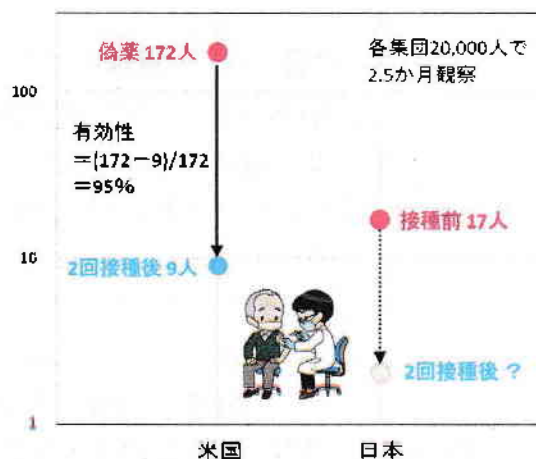 偽薬 172人
各集団20,000人で
2.5か月観察
100
有効性
＝(172－9)/172
＝95%
接種前 17人
10
2回接種後 9人
2回接種後 ？
1
米国
日本